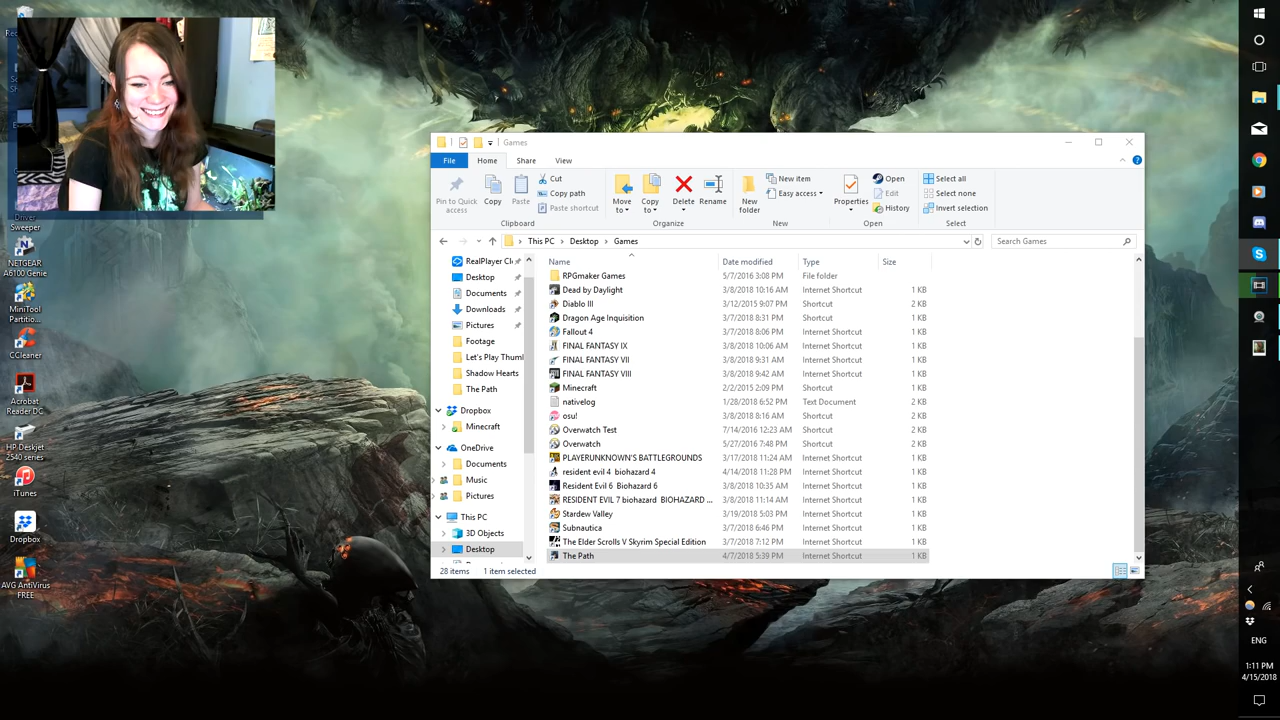 Games
File
Home
Share
View
Pin to Quick
access
Copy
Paste
Cut
Copy path
Paste shortcut
Clipboard
Move
to
Copy
to
Delete
Rename
Organize
New
folder
New item
Easy access
New
Properties
Open
Edit
History
Open
Select all
Select none
Invert selection
Select
This PC
Desktop
Games
Search Games
Name
Date modified
Type
Size
RPGmaker Games 5/7/2016 3:08 PM File folder
Dead by Daylight 3/8/2018 10:16 AM Internet Shortcut 1 KB
Diablo III 3/12/2015 9:07 PM Shortcut 2 KB
Dragon Age Inquisition 3/7/2018 8:31 PM Shortcut 1 KB
Fallout 4 3/7/2018 8:06 PM Internet Shortcut 1 KB
FINAL FANTASY IX 3/8/2018 10:06 AM Internet Shortcut 1 KB
FINAL FANTASY VII 3/8/2018 9:31 AM Internet Shortcut 1 KB
FINAL FANTASY VIII 3/8/2018 9:42 AM Internet Shortcut 1 KB
Minecraft 2/2/2015 2:09 PM Shortcut 1 KB
nativelog 1/28/2018 6:52 PM Text Document 2 KB
osu! 3/8/2018 8:16 AM Shortcut 2 KB
Overwatch Test 7/14/2016 12:23 AM Shortcut 2 KB
Overwatch 5/27/2016 7:48 PM Shortcut 2 KB
PLAYERUNKNOWN'S BATTLEGROUNDS 3/17/2018 11:24 AM Internet Shortcut 1 KB
resident evil 4 biohazard 4 4/14/2018 11:28 PM Internet Shortcut 1 KB
Resident Evil 6 Biohazard 6 3/8/2018 10:35 AM Internet Shortcut 1 KB
RESIDENT EVIL 7 biohazard BIOHAZARD ... 3/8/2018 11:14 AM Internet Shortcut 1 KB
Stardew Valley 3/19/2018 5:03 PM Internet Shortcut 1 KB
Subnautica 3/7/2018 6:46 PM Internet Shortcut 1 KB
The Elder Scrolls V Skyrim Special Edition 3/8/2018 7:12 PM Internet Shortcut 1 KB
The Path 4/7/2018 5:39 PM Internet Shortcut 1 KB
RealPlayer Cl
Desktop
Documents
Downloads
Pictures
Footage
Let's Play Thum
Shadow Hearts
The Path
Dropbox
Minecraft
OneDrive
Documents
Music
Pictures
This PC
3D Objects
Desktop
28 items 1 item selected
Driver
Sweeper
NETGEAR
A6100 Genie
MiniTool
Partitio...
CCleaner
Acrobat
Reader DC
HP Deskjet
2540 series
iTunes
Dropbox
AVG AntiVirus
FREE
ENG
1:11 PM
4/15/2018